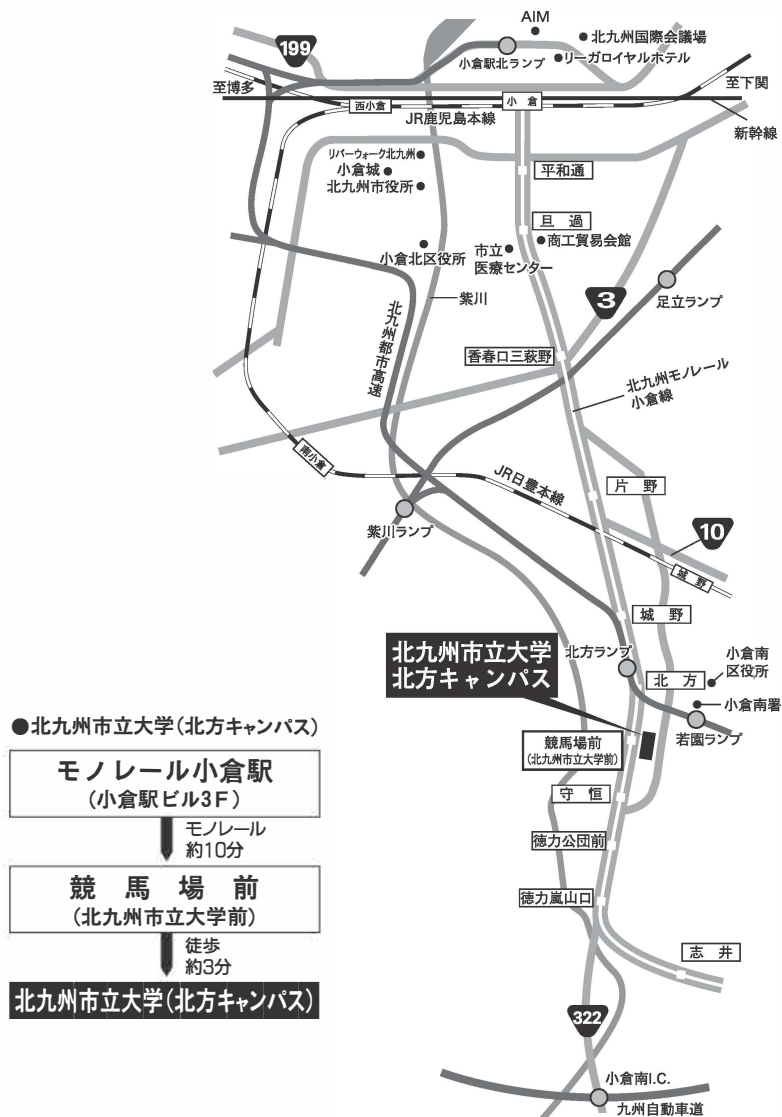 AIM
199
北九州国際会議場
小倉駅北ランプ
リーガロイヤルホテル
至博多
至下関
西小倉
小倉
JR鹿児島本線
新幹線
リバーウォーク北九州
小倉城
北九州市役所
平和通
旦過
商工貿易会館
小倉北区役所
市立
医療センター
紫川
3
足立ランプ
北九州都市高速
香春口三萩野
北九州モノレール
小倉線
南小倉
JR日豊本線
片野
紫川ランプ
10
城野
城野
北九州市立大学
北方キャンパス
北方ランプ
小倉南
区役所
北方
小倉南署
若園ランプ
競馬場前
(北九州市立大学前)
守恒
徳力公団前
徳力嵐山口
志井
322
小倉南I.C.
九州自動車道
●北九州市立大学(北方キャンパス)
モノレール小倉駅
(小倉駅ビル3F)
モノレール
約10分
競馬場前
(北九州市立大学前)
徒歩
約3分
北九州市立大学(北方キャンパス)